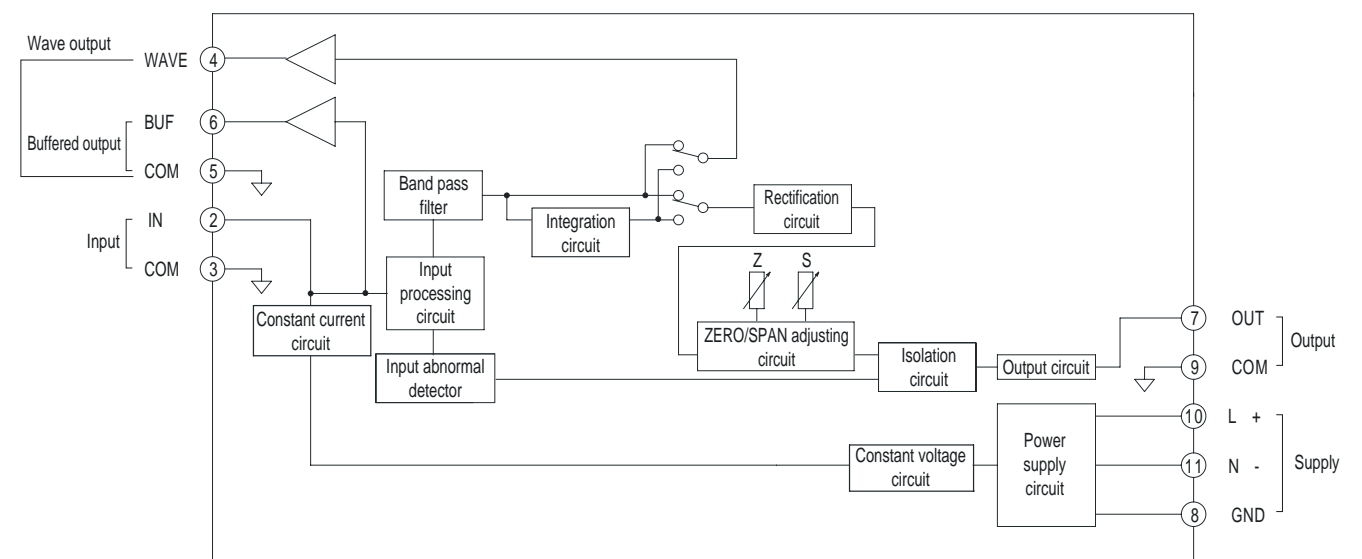 Wave output
WAVE 4
BUF 6
Buffered output
COM 5
IN 2
Input
COM 3
Band pass
filter
Integration
circuit
Rectification
circuit
Input
processing
circuit
Z S
Constant current
circuit
ZERO/SPAN adjusting
circuit
Input abnormal
detector
Isolation
circuit
Output circuit
7 OUT
Output
9 COM
10 L +
Power
supply
circuit
Constant voltage
circuit
11 N -
Supply
8 GND